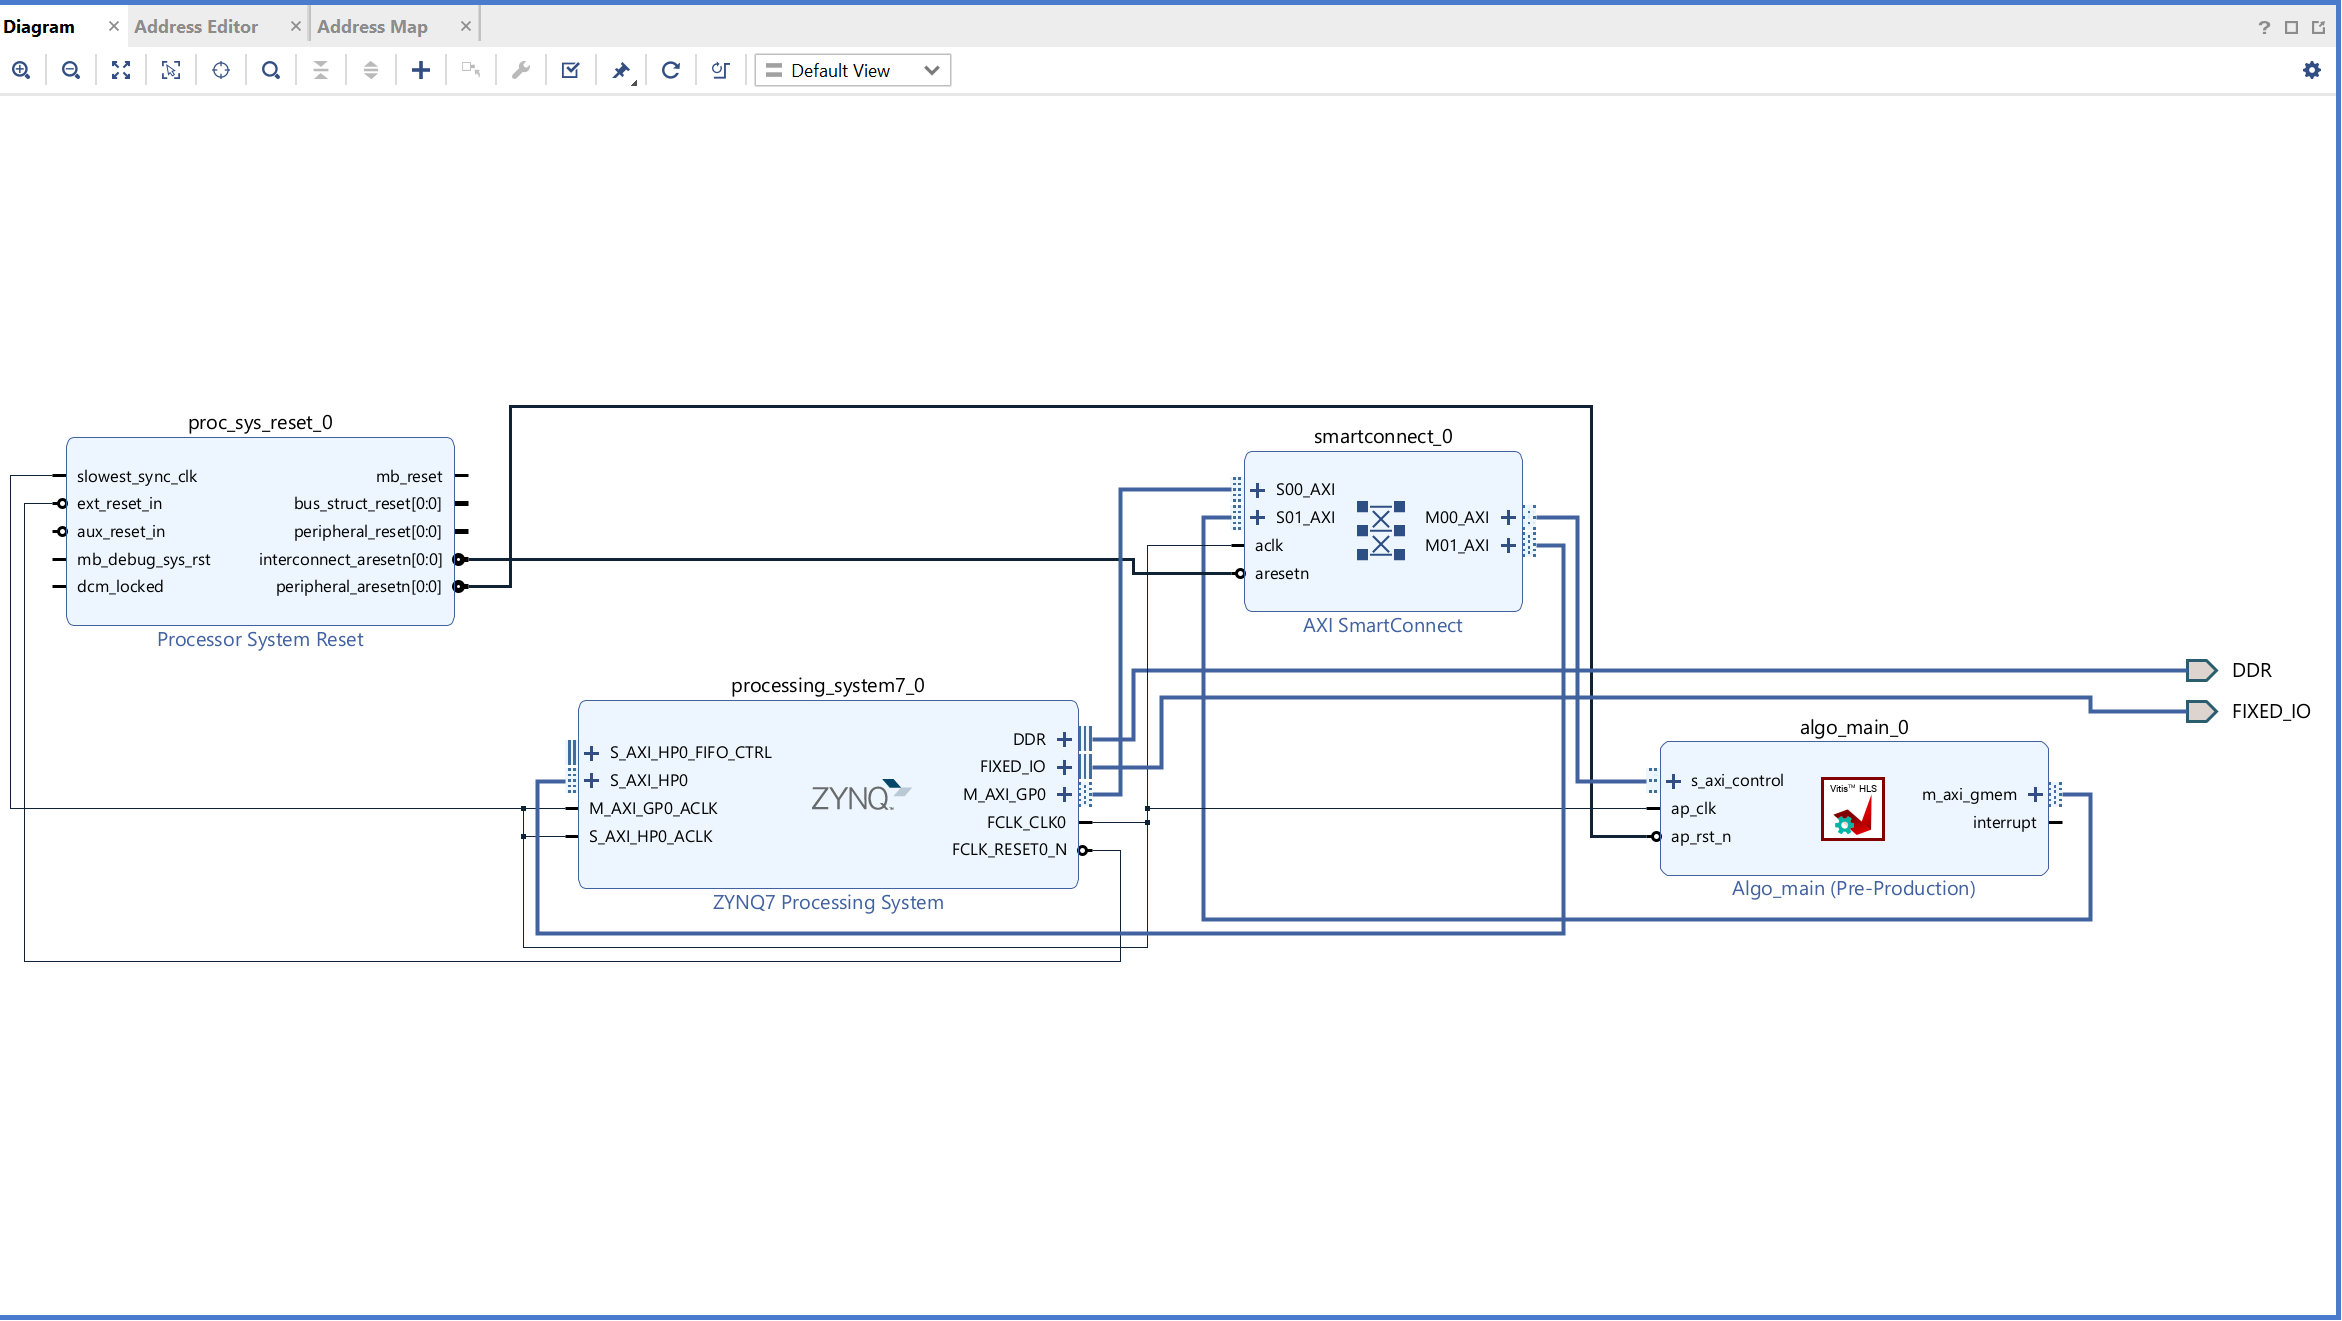 Diagram
Address Editor
Address Map
?
Default View
proc_sys_reset_0
slowest_sync_clk
ext_reset_in
aux_reset_in
mb_debug_sys_rst
dcm_locked
mb_reset
bus_struct_reset[0:0]
peripheral_reset[0:0]
interconnect_aresetn[0:0]
peripheral_aresetn[0:0]
Processor System Reset
smartconnect_0
S00_AXI
S01_AXI
aclk
aresetn
M00_AXI
M01_AXI
AXI SmartConnect
processing_system7_0
S_AXI_HP0_FIFO_CTRL
S_AXI_HP0
M_AXI_GP0_ACLK
S_AXI_HP0_ACLK
ZYNQ
DDR
FIXED_IO
M_AXI_GP0
FCLK_CLK0
FCLK_RESET0_N
ZYNQ7 Processing System
DDR
FIXED_IO
algo_main_0
s_axi_control
ap_clk
ap_rst_n
Vitis™ HLS
m_axi_gmem
interrupt
Algo_main (Pre-Production)